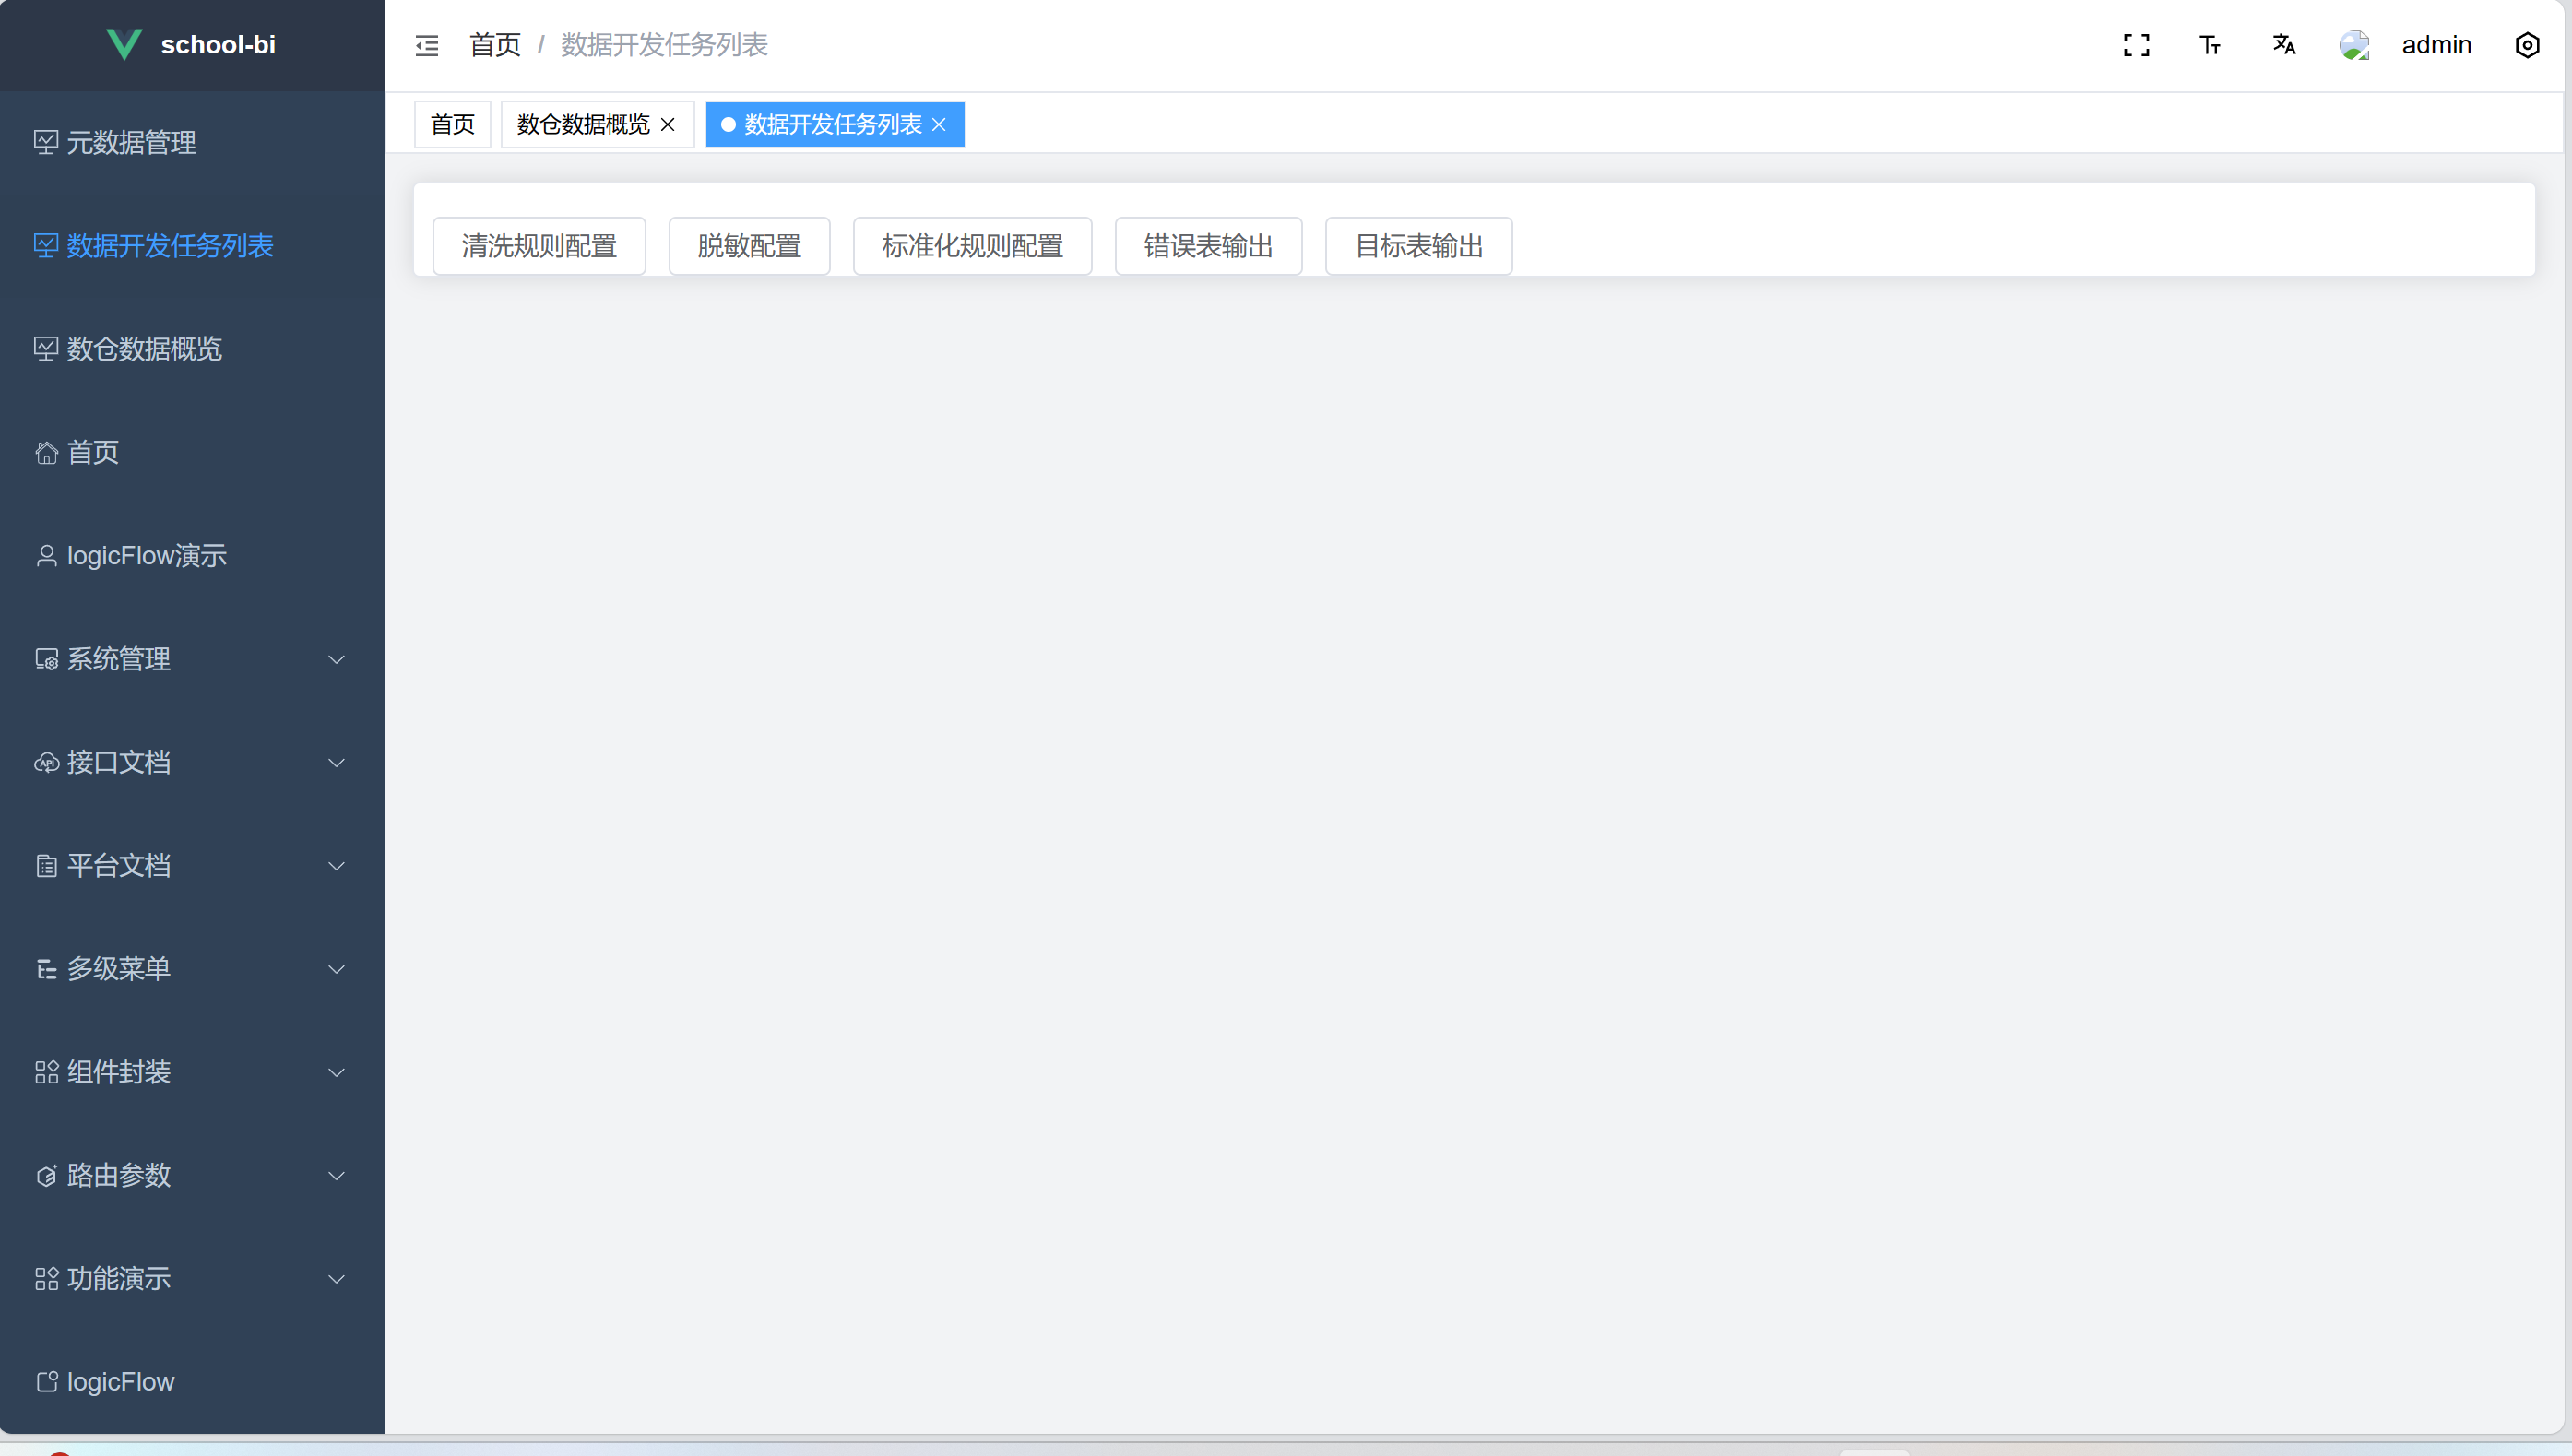 school-bi
首页 / 数据开发任务列表
admin
首页
数仓数据概览
数据开发任务列表
元数据管理
数据开发任务列表
数仓数据概览
首页
logicFlow演示
系统管理
接口文档
平台文档
多级菜单
组件封装
路由参数
功能演示
logicFlow
清洗规则配置
脱敏配置
标准化规则配置
错误表输出
目标表输出